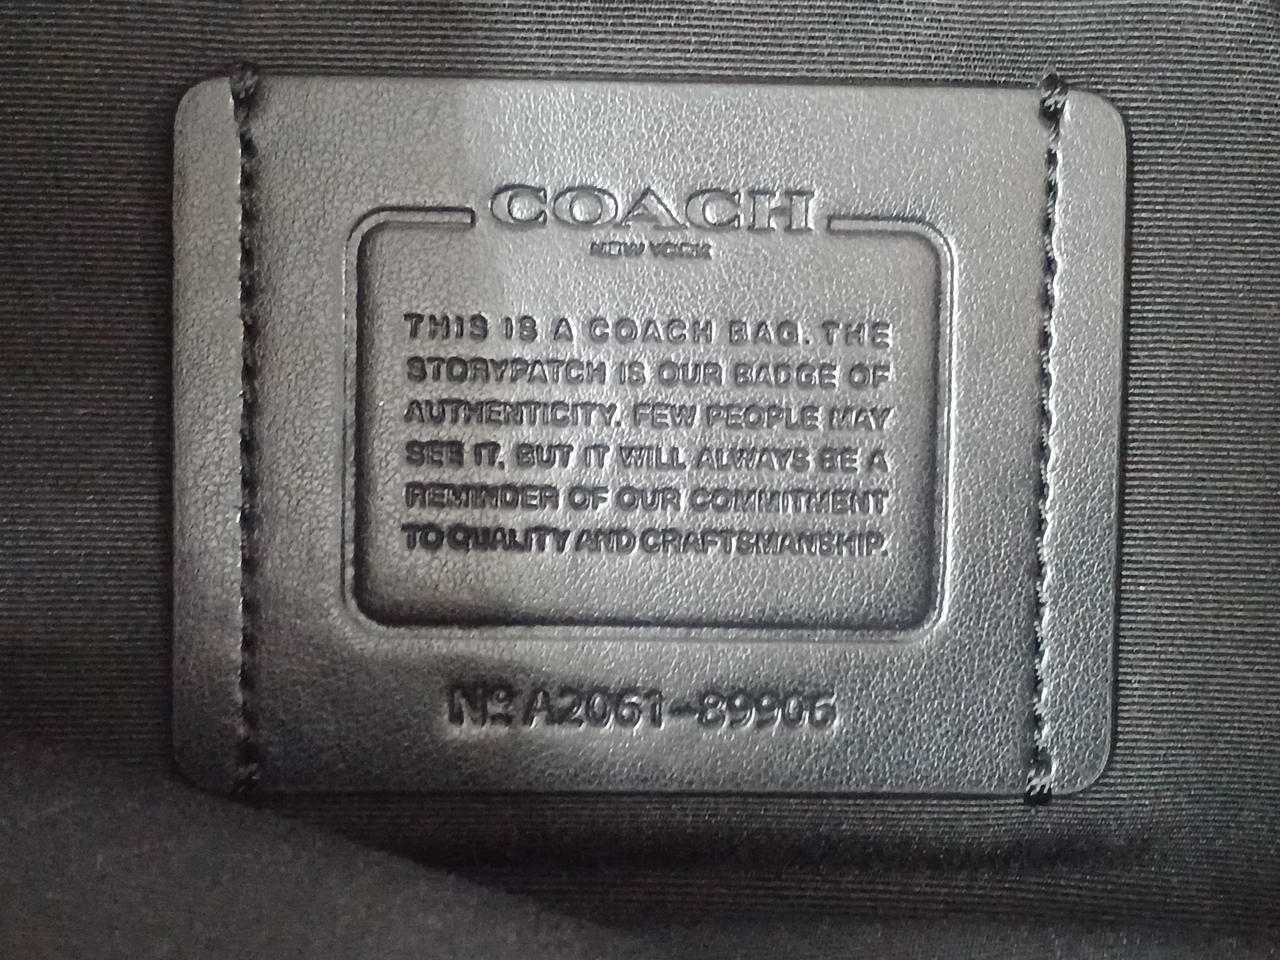 COACH
NEW YORK
THIS IS A COACH BAG. THE
STORYPATCH IS OUR BADGE OF
AUTHENTICITY. FEW PEOPLE MAY
SEE IT, BUT IT WILL ALWAYS BE A
REMINDER OF OUR COMMITMENT
TO QUALITY AND CRAFTSMANSHIP.
Nº A2061-89906